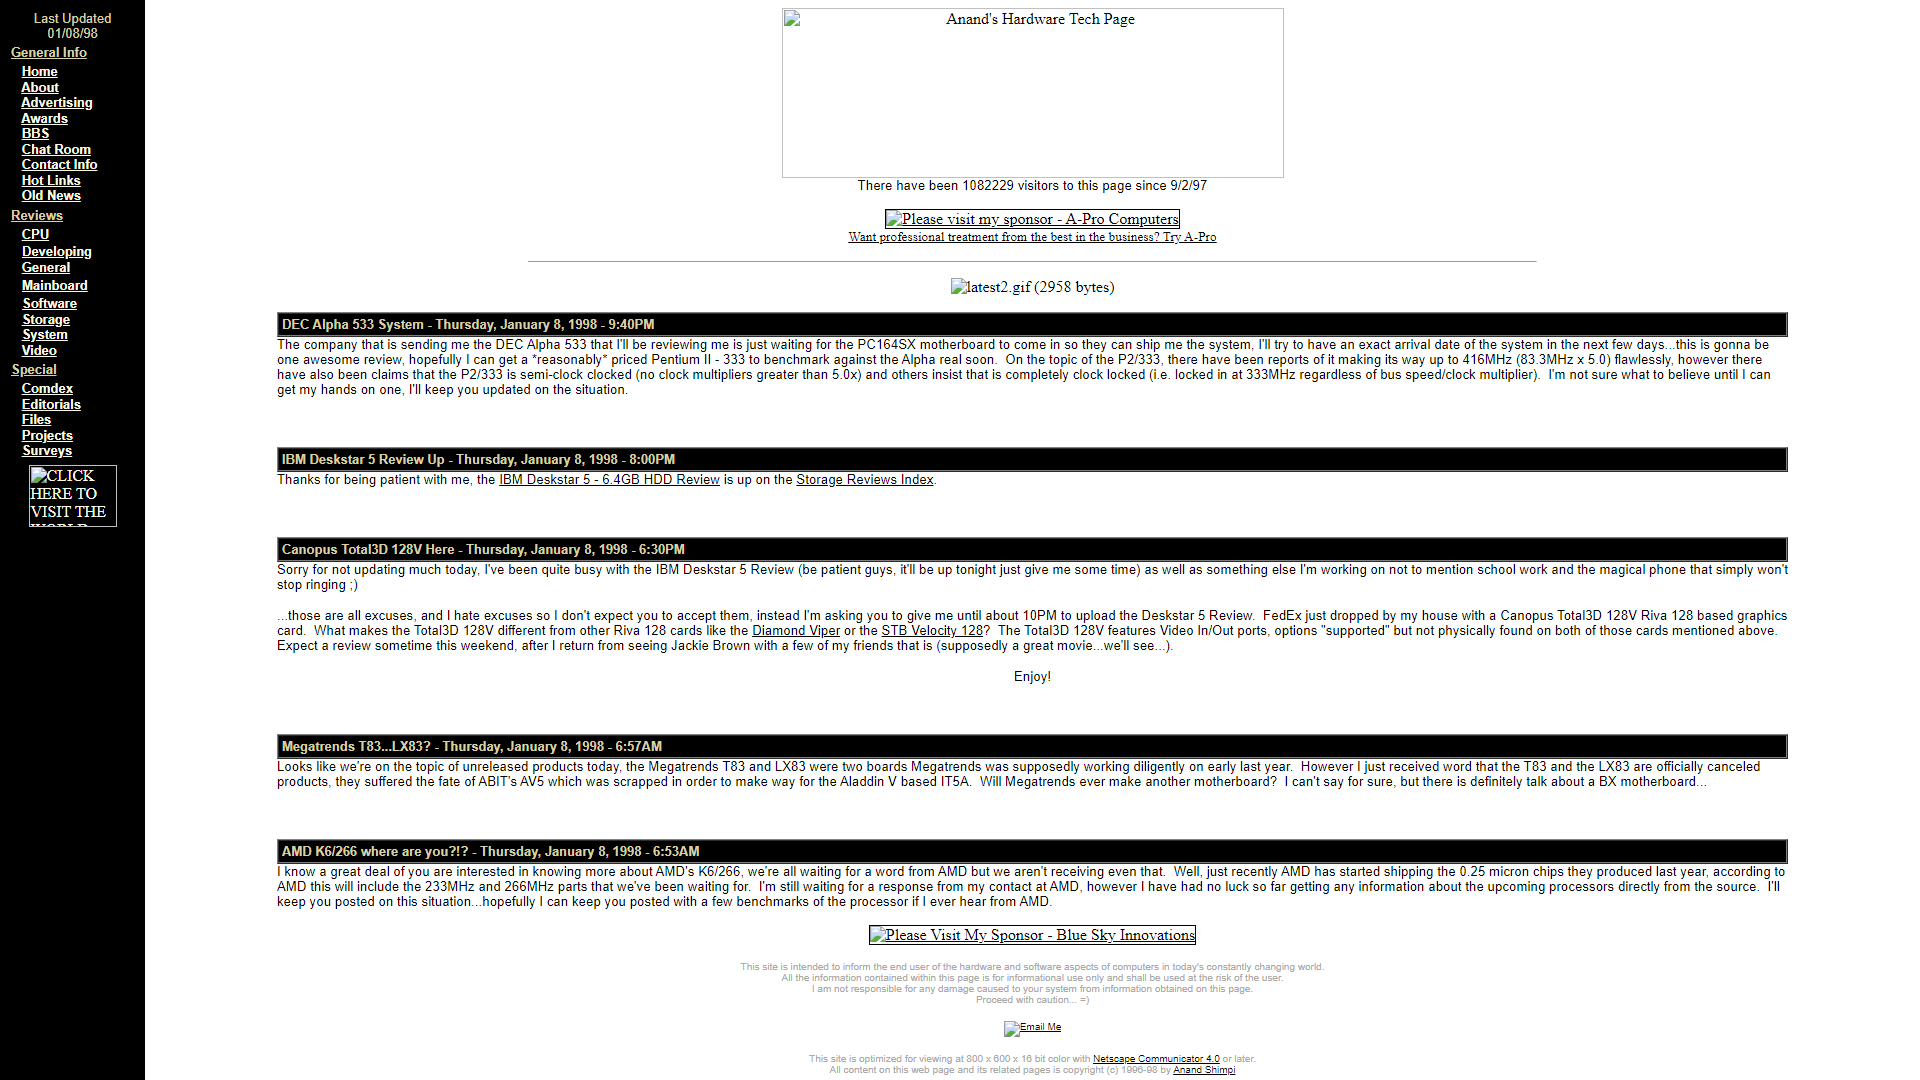 Last Updated
01/08/98
General Info
Home
About
Advertising
Awards
BBS
Chat Room
Contact Info
Hot Links
Old News
Reviews
CPU
Developing
General
Mainboard
Software
Storage
System
Video
Special
Comdex
Editorials
Files
Projects
Surveys
CLICK
HERE TO
VISIT THE
WORLD
Anand's Hardware Tech Page
There have been 1082229 visitors to this page since 9/2/97
Please visit my sponsor - A-Pro Computers
Want professional treatment from the best in the business? Try A-Pro
latest2.gif (2958 bytes)
DEC Alpha 533 System - Thursday, January 8, 1998 - 9:40PM
The company that is sending me the DEC Alpha 533 that I'll be reviewing me is just waiting for the PC164SX motherboard to come in so they can ship me the system, I'll try to have an exact arrival date of the system in the next few days...this is gonna be
one awesome review, hopefully I can get a *reasonably* priced Pentium II - 333 to benchmark against the Alpha real soon.  On the topic of the P2/333, there have been reports of it making its way up to 416MHz (83.3MHz x 5.0) flawlessly, however there
have also been claims that the P2/333 is semi-clock clocked (no clock multipliers greater than 5.0x) and others insist that is completely clock locked (i.e. locked in at 333MHz regardless of bus speed/clock multiplier).  I'm not sure what to believe until I can
get my hands on one, I'll keep you updated on the situation.
IBM Deskstar 5 Review Up - Thursday, January 8, 1998 - 8:00PM
Thanks for being patient with me, the IBM Deskstar 5 - 6.4GB HDD Review is up on the Storage Reviews Index.
Canopus Total3D 128V Here - Thursday, January 8, 1998 - 6:30PM
Sorry for not updating much today, I've been quite busy with the IBM Deskstar 5 Review (be patient guys, it'll be up tonight just give me some time) as well as something else I'm working on not to mention school work and the magical phone that simply won't
stop ringing ;)
...those are all excuses, and I hate excuses so I don't expect you to accept them, instead I'm asking you to give me until about 10PM to upload the Deskstar 5 Review.  FedEx just dropped by my house with a Canopus Total3D 128V Riva 128 based graphics
card.  What makes the Total3D 128V different from other Riva 128 cards like the Diamond Viper or the STB Velocity 128?  The Total3D 128V features Video In/Out ports, options "supported" but not physically found on both of those cards mentioned above.
Expect a review sometime this weekend, after I return from seeing Jackie Brown with a few of my friends that is (supposedly a great movie...we'll see...).
Enjoy!
Megatrends T83...LX83? - Thursday, January 8, 1998 - 6:57AM
Looks like we're on the topic of unreleased products today, the Megatrends T83 and LX83 were two boards Megatrends was supposedly working diligently on early last year.  However I just received word that the T83 and the LX83 are officially canceled
products, they suffered the fate of ABIT's AV5 which was scrapped in order to make way for the Aladdin V based IT5A.  Will Megatrends ever make another motherboard?  I can't say for sure, but there is definitely talk about a BX motherboard...
AMD K6/266 where are you?!? - Thursday, January 8, 1998 - 6:53AM
I know a great deal of you are interested in knowing more about AMD's K6/266, we're all waiting for a word from AMD but we aren't receiving even that.  Well, just recently AMD has started shipping the 0.25 micron chips they produced last year, according to
AMD this will include the 233MHz and 266MHz parts that we've been waiting for.  I'm still waiting for a response from my contact at AMD, however I have had no luck so far getting any information about the upcoming processors directly from the source.  I'll
keep you posted on this situation...hopefully I can keep you posted with a few benchmarks of the processor if I ever hear from AMD.
Please Visit My Sponsor - Blue Sky Innovations
This site is intended to inform the end user of the hardware and software aspects of computers in today's constantly changing world.
All the information contained within this page is for informational use only and shall be used at the risk of the user.
I am not responsible for any damage caused to your system from information obtained on this page.
Proceed with caution... =)
Email Me
This site is optimized for viewing at 800 x 600 x 16 bit color with Netscape Communicator 4.0 or later.
All content on this web page and its related pages is copyright (c) 1996-98 by Anand Shimpi